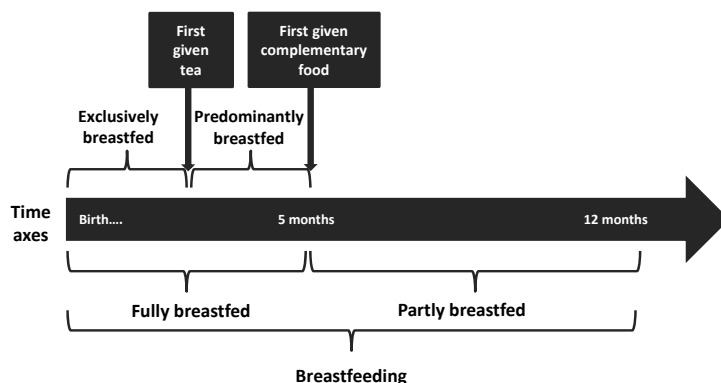 First
given
tea
First given
complementary
food
Exclusively
breastfed
Predominantly
breastfed
Time
axes
Birth....
5 months
12 months
Fully breastfed
Partly breastfed
Breastfeeding